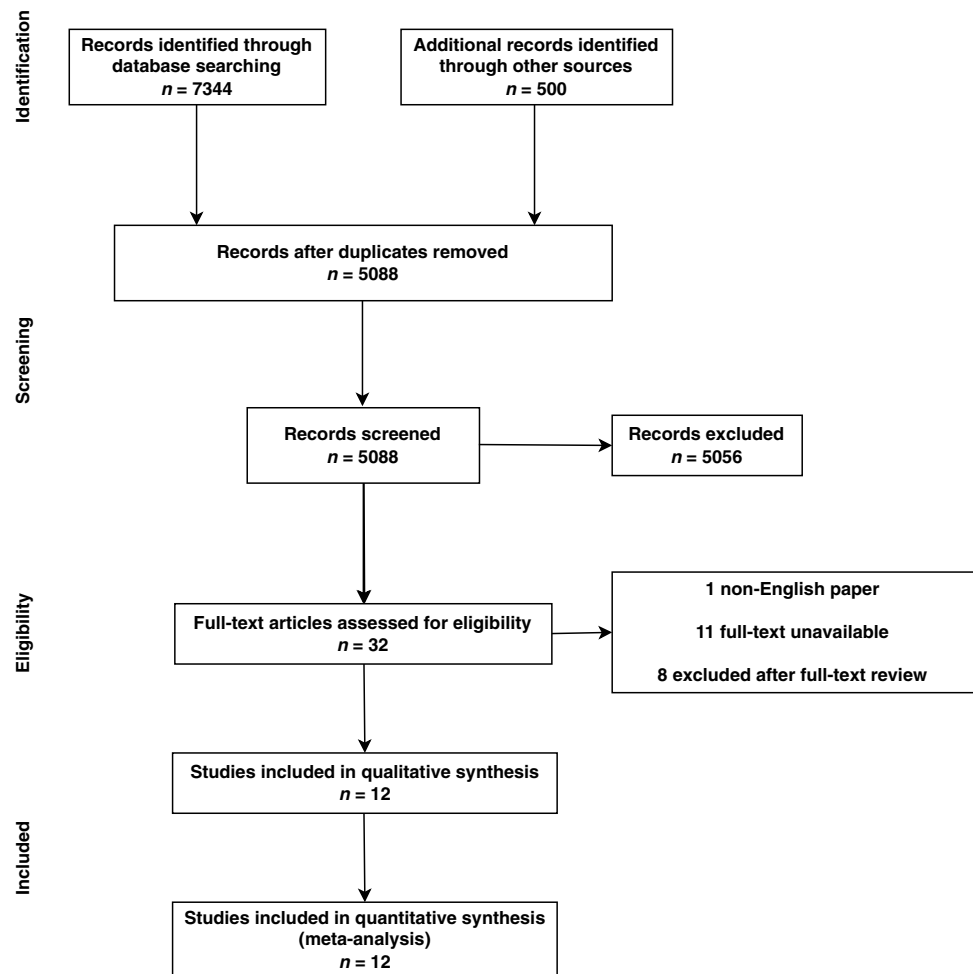 Identification
Records identified through
database searching
n = 7344
Additional records identified
through other sources
n = 500
Records after duplicates removed
n = 5088
Screening
Records screened
n = 5088
Records excluded
n = 5056
Eligibility
Full-text articles assessed for eligibility
n = 32
1 non-English paper
11 full-text unavailable
8 excluded after full-text review
Included
Studies included in qualitative synthesis
n = 12
Studies included in quantitative synthesis
(meta-analysis)
n = 12